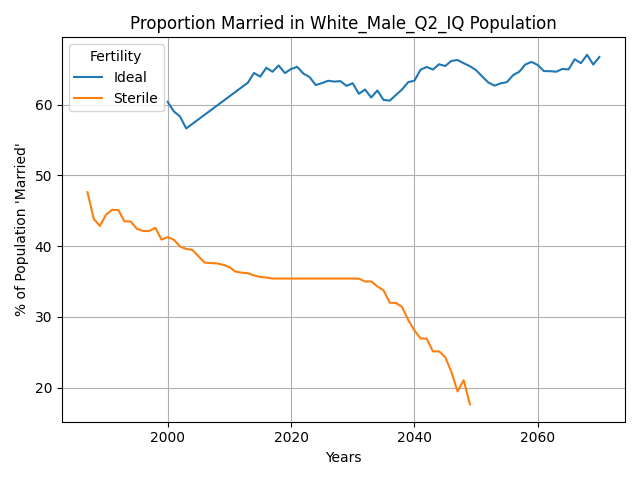 Proportion Married in White_Male_Q2_IQ Population
Fertility
Ideal
Sterile
% of Population 'Married'
60
50
40
30
20
2000
2020
2040
2060
Years